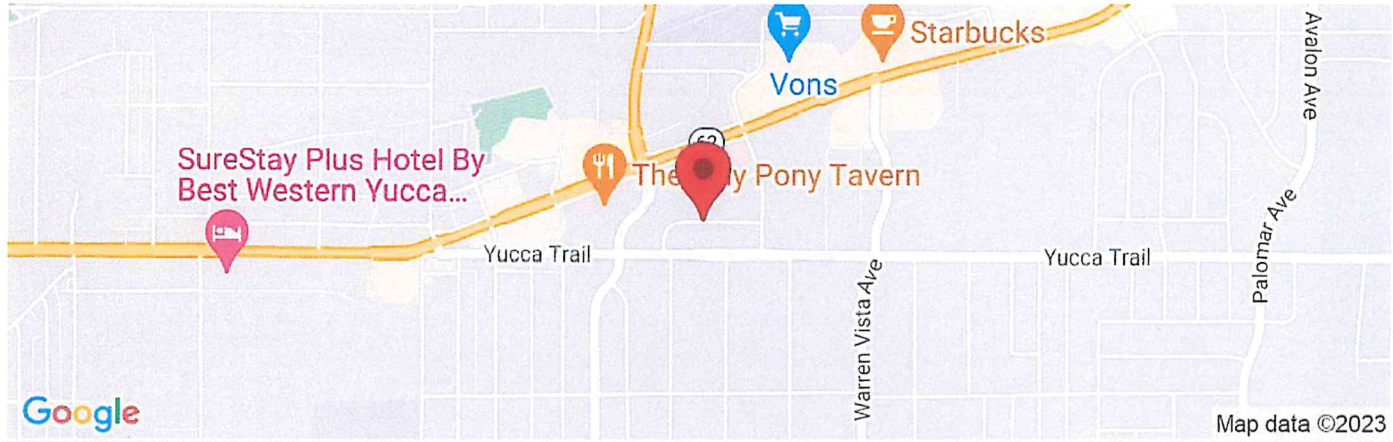 Starbucks
Vons
Avalon Ave
SureStay Plus Hotel By
Best Western Yucca...
62
The Pony Tavern
Yucca Trail
Yucca Trail
Palomar Ave
Warren Vista Ave
Google
Map data ©2023